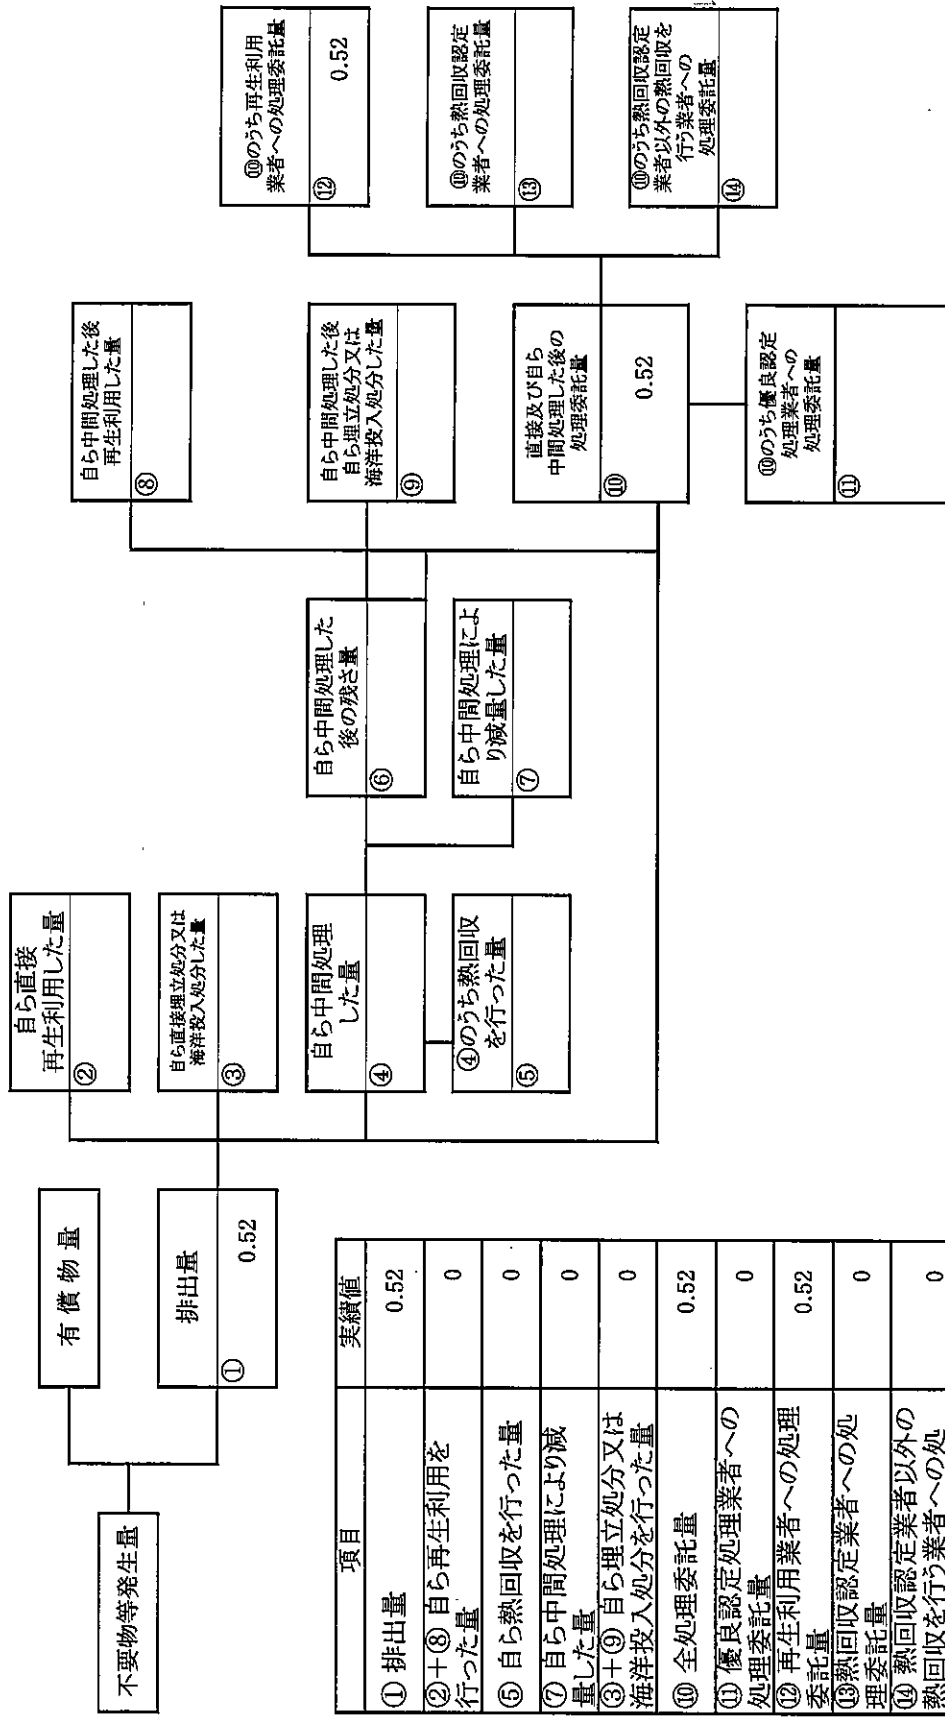 不要物等発生量
有償物量
排出量
①
0.52
自ら直接
再生利用した量
②
自ら直接埋立処分又は
海洋投入処分した量
③
自ら中間処理
した量
④
④のうち熱回収
を行った量
⑤
自ら中間処理した
後の残さ量
⑥
自ら中間処理によ
り減量した量
⑦
自ら中間処理した後
再生利用した量
⑧
自ら中間処理した後
自ら埋立処分又は
海洋投入処分した量
⑨
直接及び自ら
中間処理した後の
処理委託量
⑩
0.52
⑩のうち優良認定
処理業者への
処理委託量
⑪
⑩のうち再生利用
業者への処理委託量
⑫
0.52
⑩のうち熱回収認定
業者への処理委託量
⑬
⑩のうち熱回収認定
業者以外の熱回収を
行う業者への
処理委託量
⑭
項目 実績値
① 排出量 0.52
②+⑧ 自ら再生利用を
行った量 0
⑤ 自ら熱回収を行った量 0
⑦ 自ら中間処理により減
量した量 0
③+⑨ 自ら埋立処分又は
海洋投入処分を行った量 0
⑩ 全処理委託量 0.52
⑪ 優良認定処理業者への
処理委託量 0
⑫ 再生利用業者への処理
委託量 0.52
⑬熱回収認定業者への処
理委託量 0
⑭ 熱回収認定業者以外の
熱回収を行う業者への処 0